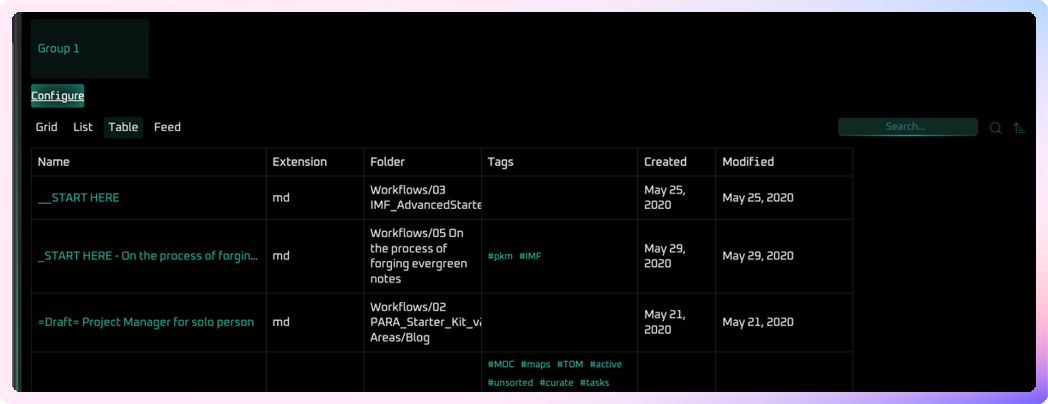 Group 1
Configure
Grid List Table Feed Search...
Name Extension Folder Tags Created Modified
__START HERE md Workflows/03 IMF_AdvancedStarte May 25, 2020 May 25, 2020
_START HERE - On the process of forgin... md Workflows/05 On the process of forging evergreen notes #pkm #IMF May 29, 2020 May 29, 2020
=Draft= Project Manager for solo person md Workflows/02 PARA_Starter_Kit_v Areas/Blog May 21, 2020 May 21, 2020
#MOC #maps #TOM #active
#unsorted #curate #tasks